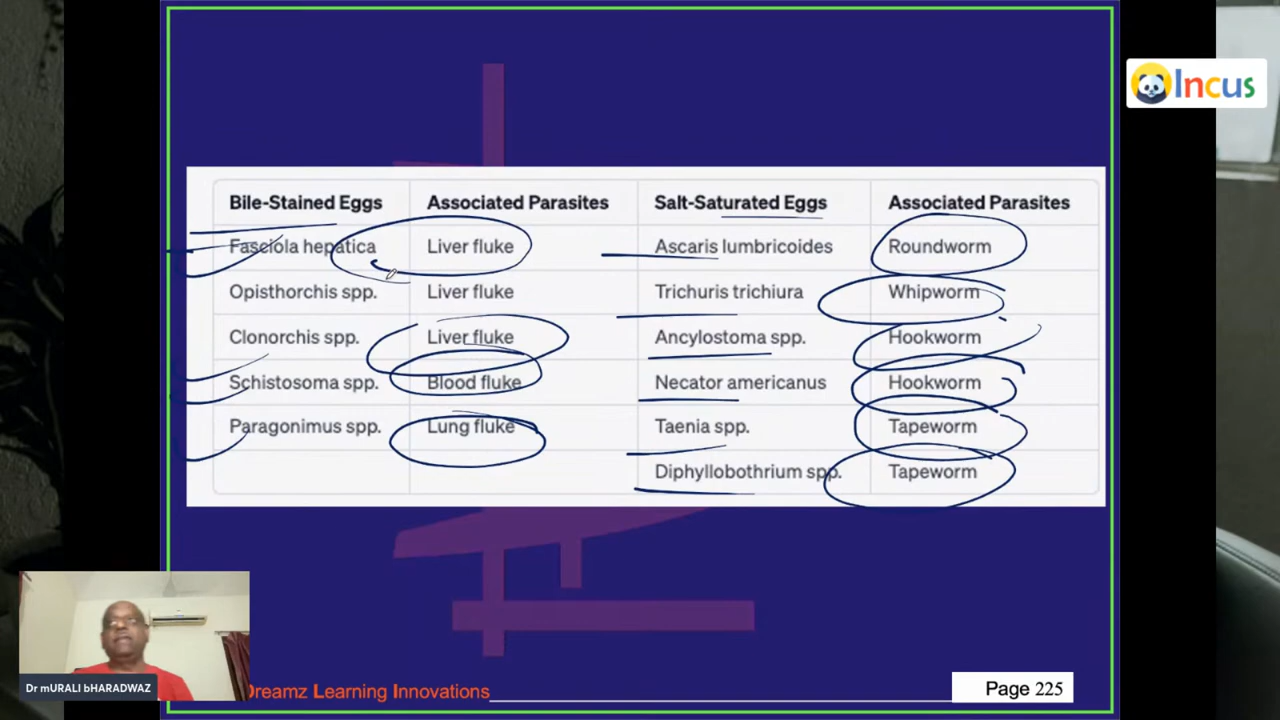 Incus
Bile-Stained Eggs Associated Parasites Salt-Saturated Eggs Associated Parasites
Fasciola hepatica Liver fluke Ascaris lumbricoides Roundworm
Opisthorchis spp. Liver fluke Trichuris trichiura Whipworm
Clonorchis spp. Liver fluke Ancylostoma spp. Hookworm
Schistosoma spp. Blood fluke Necator americanus Hookworm
Paragonimus spp. Lung fluke Taenia spp. Tapeworm
Diphyllobothrium spp. Tapeworm
Dr mURALI bHARADWAZ
Dreamz Learning Innovations
Page 225